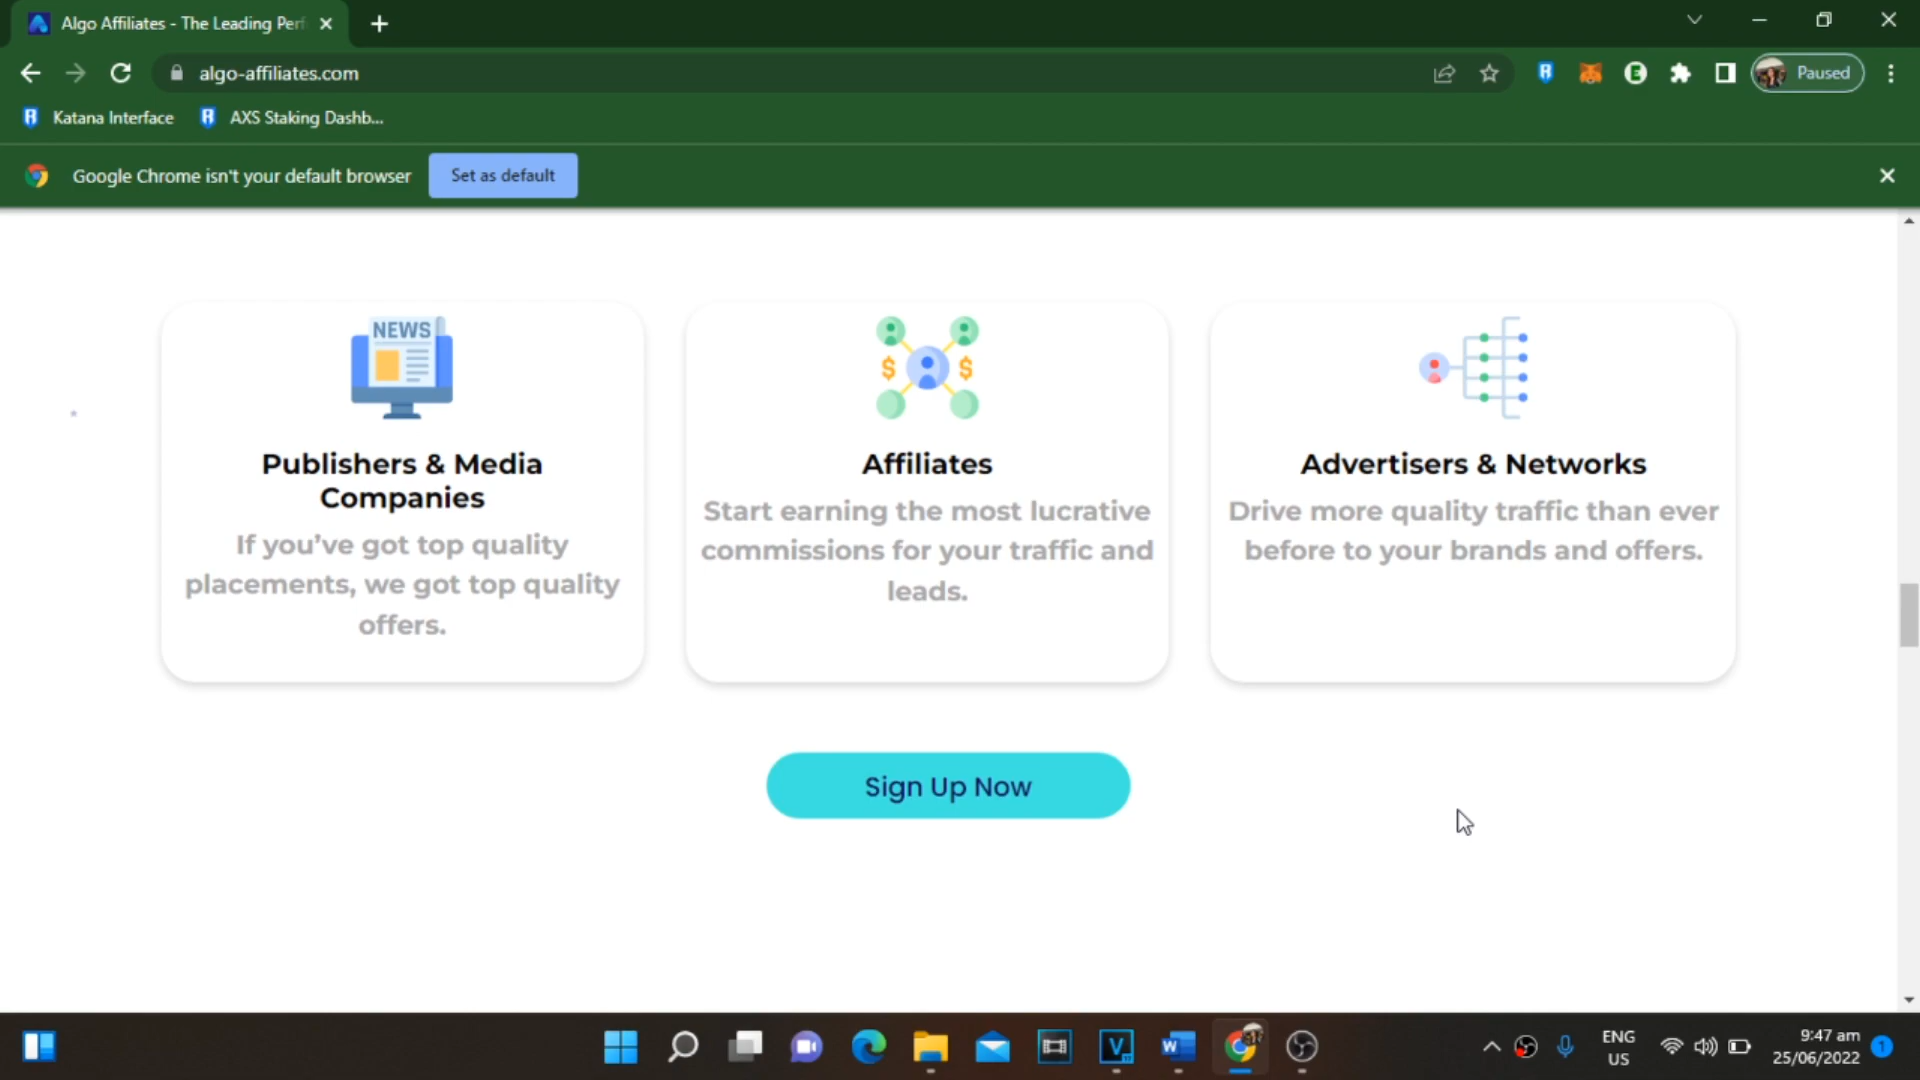 Algo Affiliates - The Leading Perf
algo-affiliates.com
Paused
Katana Interface
AXS Staking Dashb...
Google Chrome isn't your default browser
Set as default
NEWS
Publishers & Media
Companies
If you’ve got top quality
placements, we got top quality
offers.
Affiliates
Start earning the most lucrative
commissions for your traffic and
leads.
Advertisers & Networks
Drive more quality traffic than ever
before to your brands and offers.
Sign Up Now
ENG
US
9:47 am
25/06/2022
1